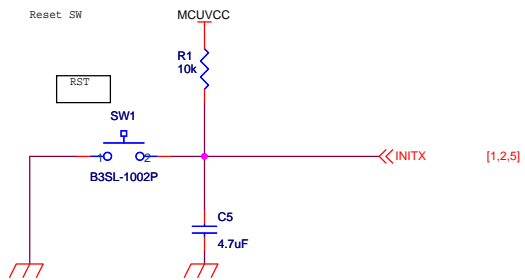 Reset SW
MCUVCC
R1
10k
RST
SW1
1 2
B3SL-1002P
INITX [1,2,5]
C5
4.7uF